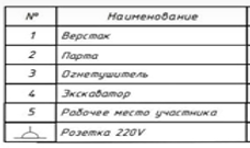 № Наименование
1 Верстак
2 Парта
3 Огнетушитель
4 Экскаватор
5 Рабочее место участника
Розетка 220V